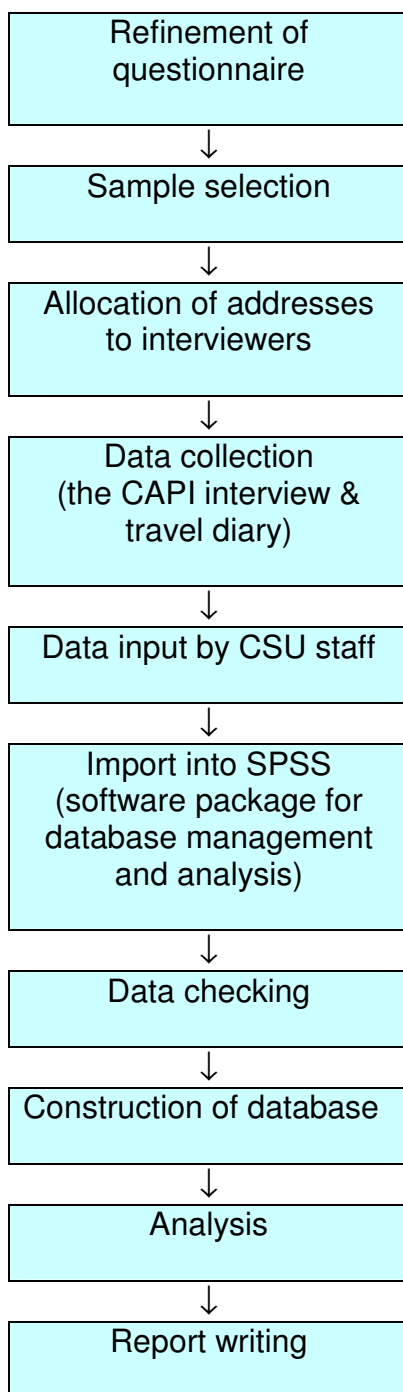 Refinement of
questionnaire
↓
Sample selection
↓
Allocation of addresses
to interviewers
↓
Data collection
(the CAPI interview &
travel diary)
↓
Data input by CSU staff
↓
Import into SPSS
(software package for
database management
and analysis)
↓
Data checking
↓
Construction of database
↓
Analysis
↓
Report writing